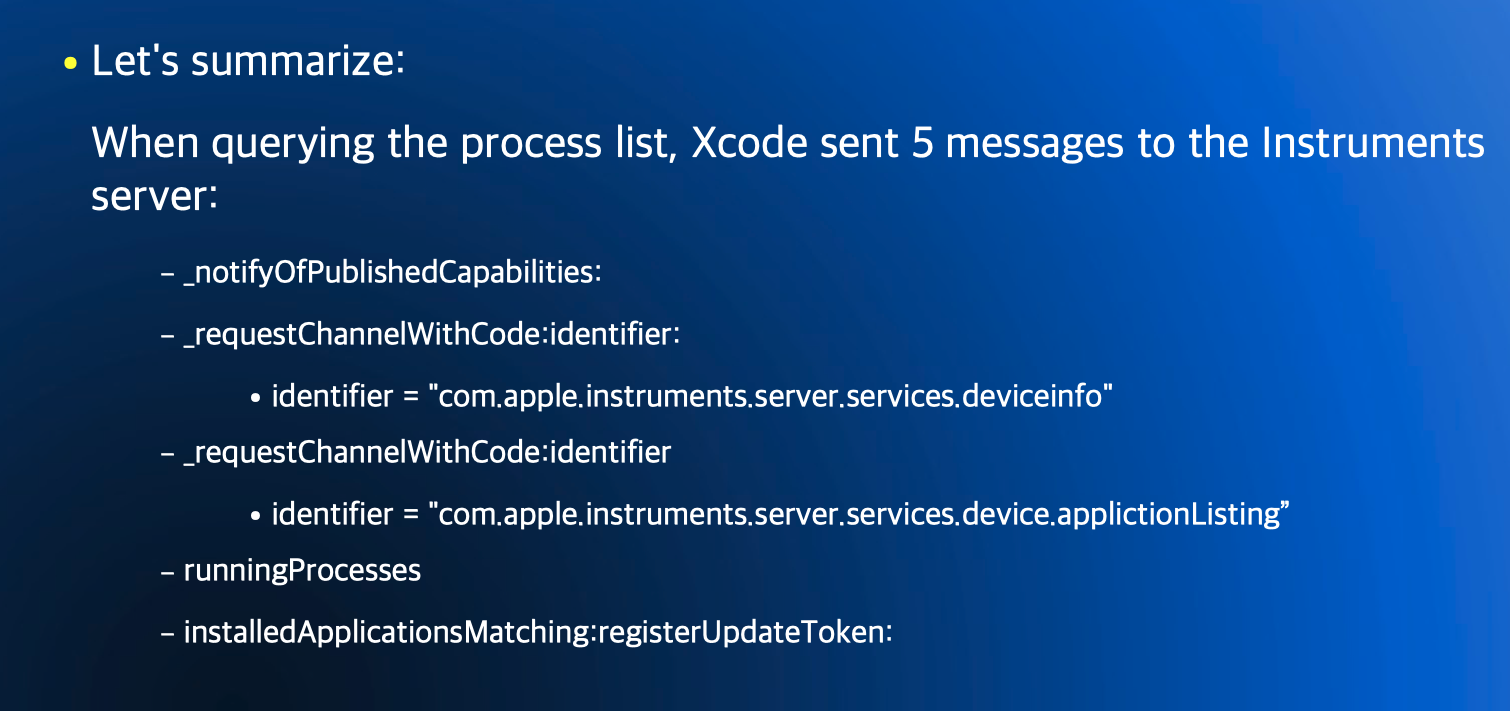 • Let's summarize:
When querying the process list, Xcode sent 5 messages to the Instruments
server:
– _notifyOfPublishedCapabilities:
– _requestChannelWithCode:identifier:
• identifier = "com.apple.instruments.server.services.deviceinfo"
– _requestChannelWithCode:identifier
• identifier = "com.apple.instruments.server.services.device.applictionListing”
– runningProcesses
– installedApplicationsMatching:registerUpdateToken: